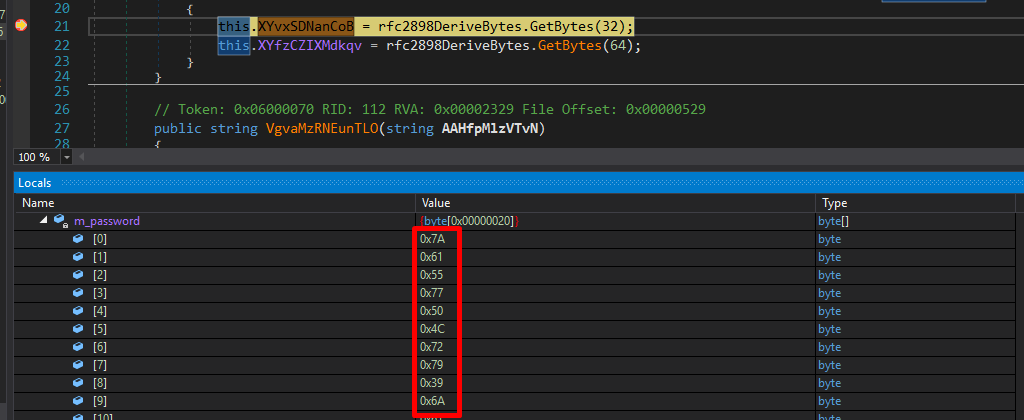 20 {
21 this.XYvxSDNanCoB = rfc2898DeriveBytes.GetBytes(32);
22 this.XYfzCZIXMdkqv = rfc2898DeriveBytes.GetBytes(64);
23 }
24 }
25
26 // Token: 0x06000070 RID: 112 RVA: 0x00002329 File Offset: 0x00000529
27 public string VgvaMzRNEunTLO(string AAHfpMlzVTvN)
28 {
100 %
Locals
Name Value Type
m_password {byte[0x00000020]} byte[]
[0] 0x7A byte
[1] 0x61 byte
[2] 0x55 byte
[3] 0x77 byte
[4] 0x50 byte
[5] 0x4C byte
[6] 0x72 byte
[7] 0x79 byte
[8] 0x39 byte
[9] 0x6A byte
[10] byte